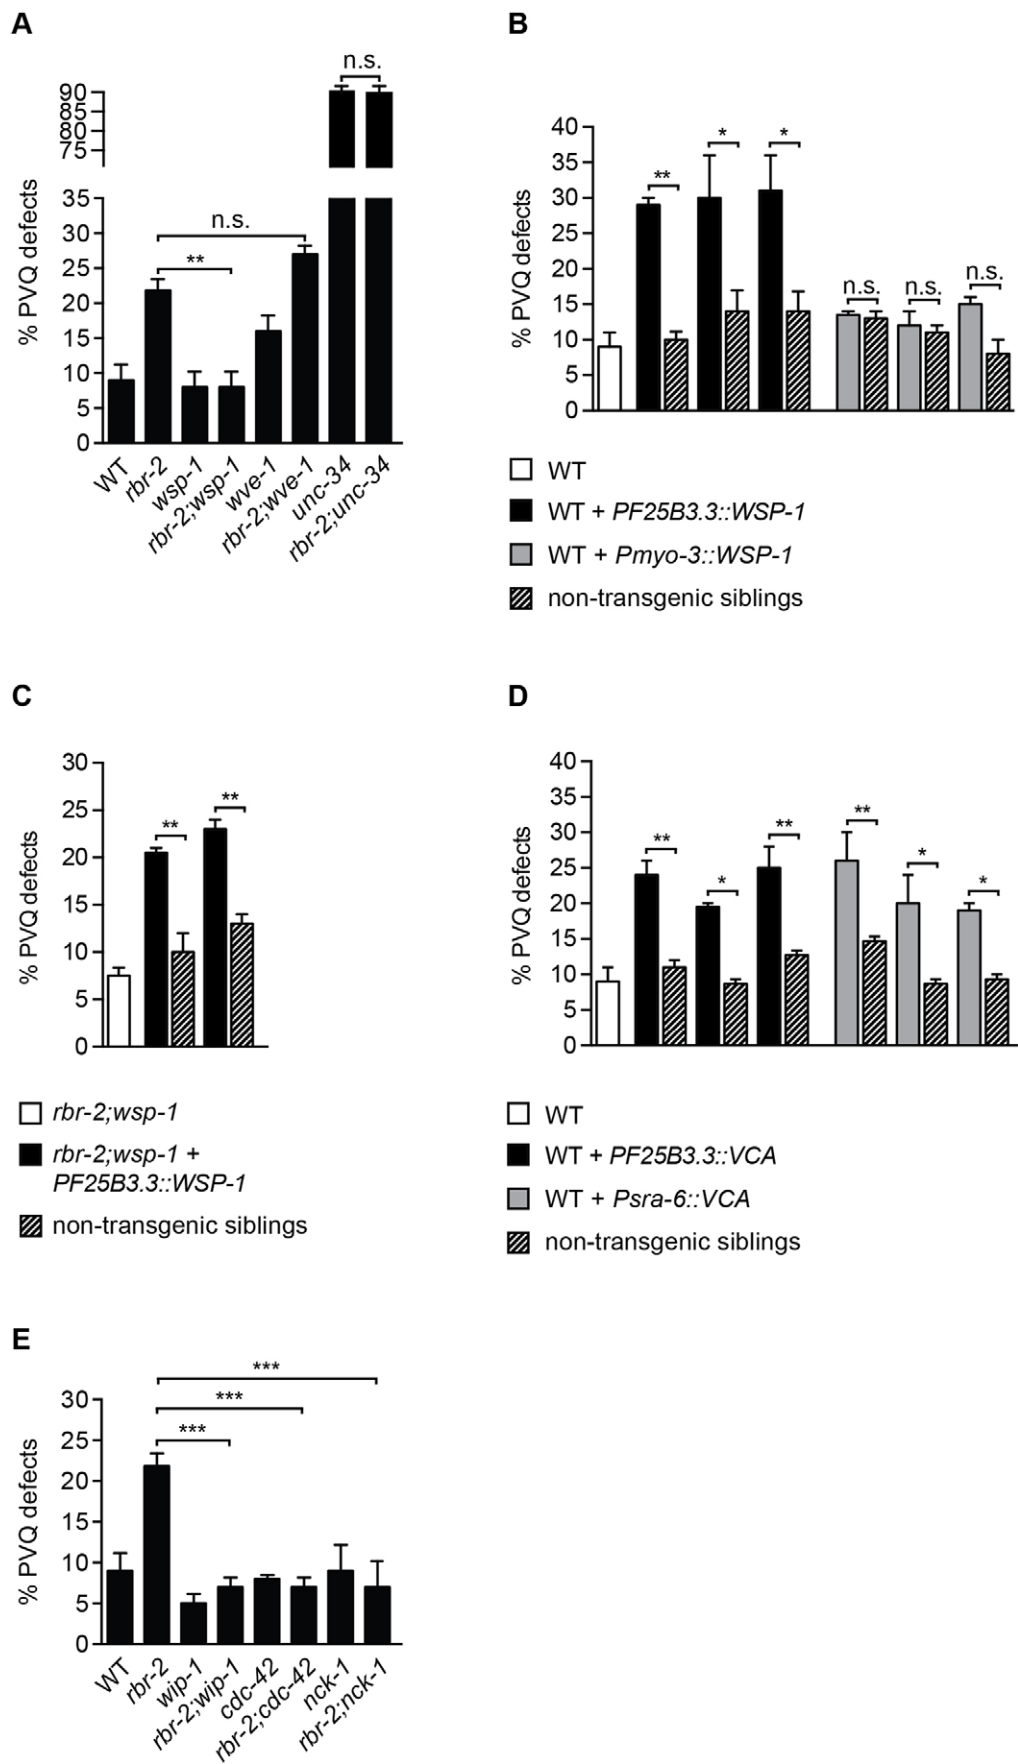 A
n.s.
90
85
80
75
35
30
25
20
15
10
5
0
% PVQ defects
n.s.
**
WT
rbr-2
wsp-1
rbr-2;wsp-1
wve-1
rbr-2;wve-1
unc-34
rbr-2;unc-34
B
40
35
30
25
20
15
10
5
0
% PVQ defects
**
*
*
n.s.
n.s.
n.s.
WT
WT + PF25B3.3::WSP-1
WT + Pmyo-3::WSP-1
non-transgenic siblings
C
30
25
20
15
10
5
0
% PVQ defects
**
**
rbr-2;wsp-1
rbr-2;wsp-1 +
PF25B3.3::WSP-1
non-transgenic siblings
D
40
35
30
25
20
15
10
5
0
% PVQ defects
**
*
**
**
*
*
WT
WT + PF25B3.3::VCA
WT + Psra-6::VCA
non-transgenic siblings
E
30
25
20
15
10
5
0
% PVQ defects
***
***
***
WT
rbr-2
wip-1
rbr-2;wip-1
cdc-42
rbr-2;cdc-42
nck-1
rbr-2;nck-1